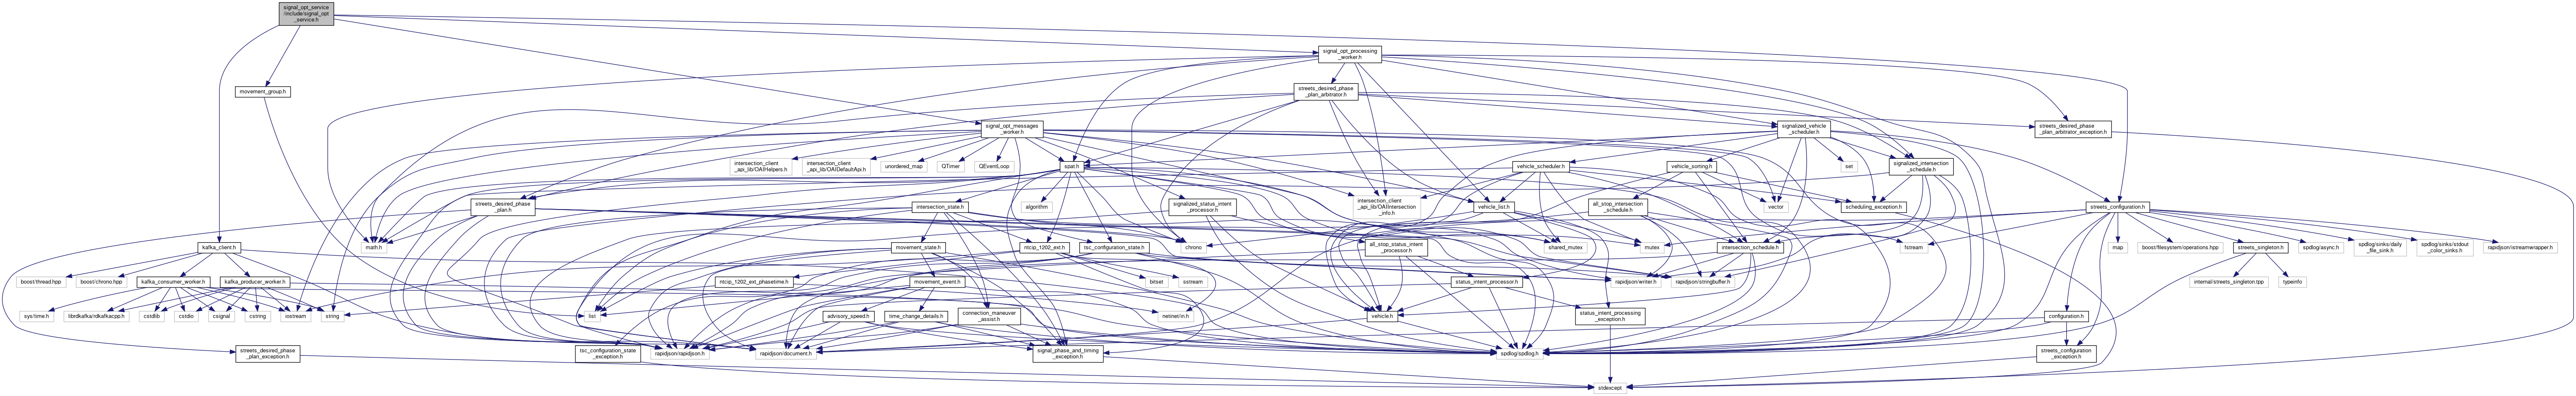 signal_opt_service
/include/signal_opt
_service.h
signal_opt_processing
_worker.h
movement_group.h
streets_desired_phase
_plan_arbitrator.h
signal_opt_messages
_worker.h
signalized_vehicle
_scheduler.h
streets_desired_phase
_plan_arbitrator_exception.h
intersection_client
_api_lib/OAIHelpers.h
intersection_client
_api_lib/OAIDefaultApi.h
unordered_map
QTimer
QEventLoop
spat.h
vehicle_scheduler.h
vehicle_sorting.h
set
signalized_intersection
_schedule.h
streets_desired_phase
_plan.h
intersection_state.h
algorithm
signalized_status_intent
_processor.h
intersection_client
_api_lib/OAIIntersection
_info.h
vehicle_list.h
all_stop_intersection
_schedule.h
vector
scheduling_exception.h
streets_configuration.h
kafka_client.h
math.h
movement_state.h
ntcip_1202_ext.h
tsc_configuration_state.h
chrono
all_stop_status_intent
_processor.h
shared_mutex
mutex
intersection_schedule.h
fstream
map
boost/filesystem/operations.hpp
streets_singleton.h
spdlog/async.h
spdlog/sinks/daily
_file_sink.h
spdlog/sinks/stdout
_color_sinks.h
rapidjson/istreamwrapper.h
boost/thread.hpp
boost/chrono.hpp
kafka_consumer_worker.h
kafka_producer_worker.h
ntcip_1202_ext_phasetime.h
movement_event.h
bitset
sstream
status_intent_processor.h
rapidjson/writer.h
rapidjson/stringbuffer.h
internal/streets_singleton.tpp
typeinfo
sys/time.h
librdkafka/rdkafkacpp.h
cstdlib
cstdio
csignal
cstring
iostream
string
list
advisory_speed.h
time_change_details.h
connection_maneuver
_assist.h
netinet/in.h
vehicle.h
status_intent_processing
_exception.h
configuration.h
streets_desired_phase
_plan_exception.h
tsc_configuration_state
_exception.h
rapidjson/rapidjson.h
rapidjson/document.h
signal_phase_and_timing
_exception.h
spdlog/spdlog.h
streets_configuration
_exception.h
stdexcept